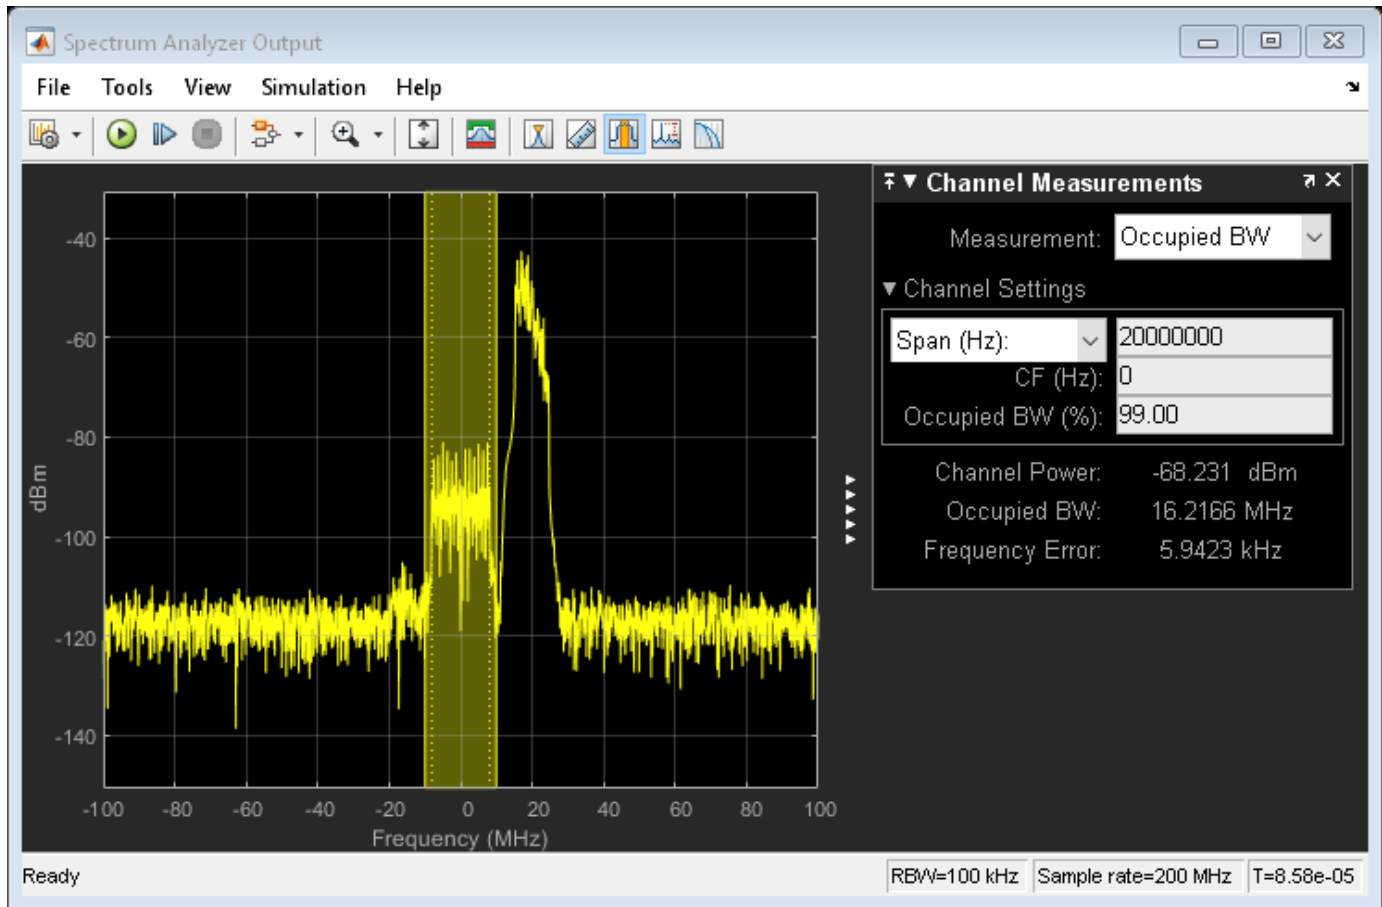 Spectrum Analyzer Output
File Tools View Simulation Help
Channel Measurements
Measurement: Occupied BW
Channel Settings
Span (Hz): 20000000
CF (Hz): 0
Occupied BW (%): 99.00
Channel Power: -68.231 dBm
Occupied BW: 16.2166 MHz
Frequency Error: 5.9423 kHz
-40
-60
-80
-100
-120
-140
dBm
-100 -80 -60 -40 -20 0 20 40 60 80 100
Frequency (MHz)
Ready RBW=100 kHz Sample rate=200 MHz T=8.58e-05